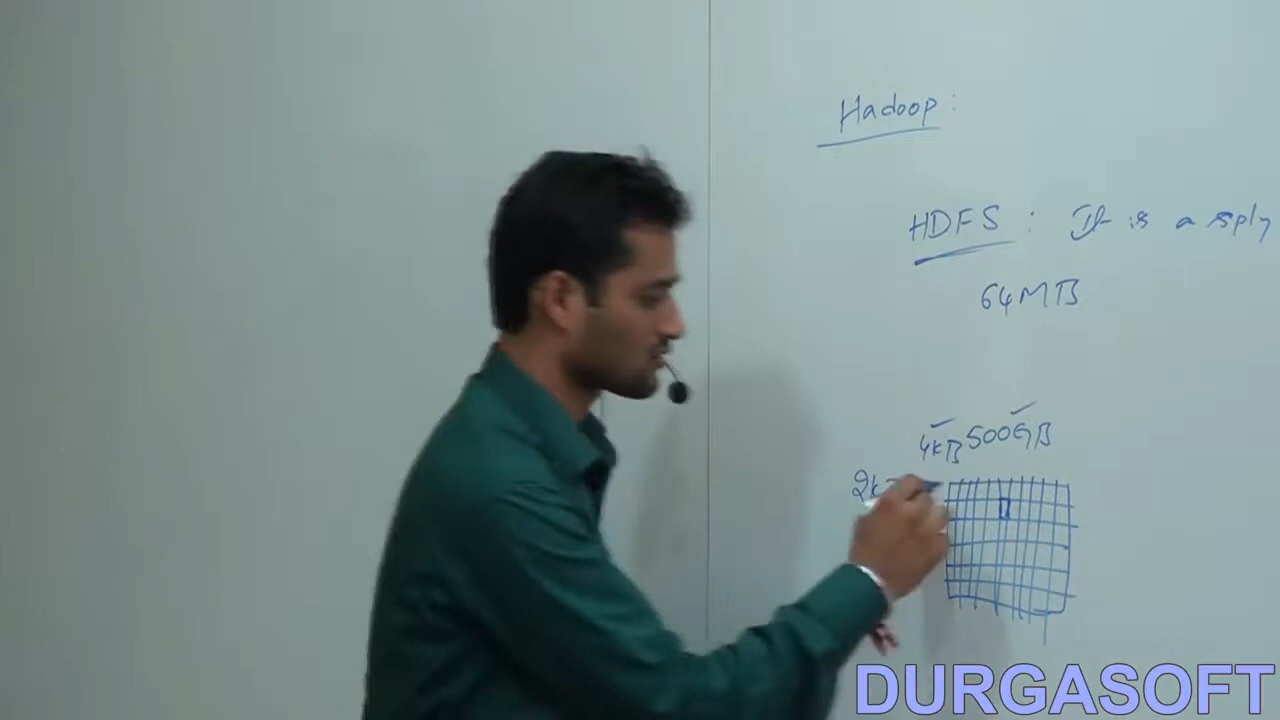 Hadoop :
HDFS : It is a sply
64MB
4KB 500GB
DURGASOFT